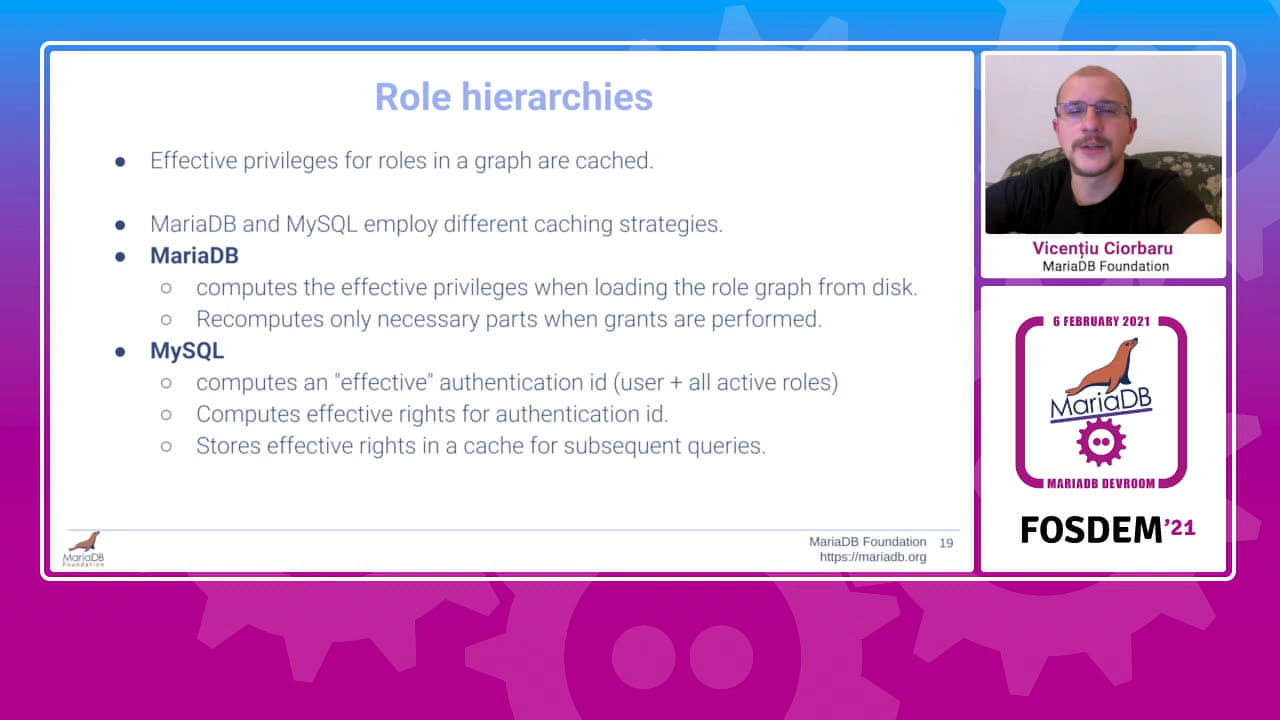 Role hierarchies
● Effective privileges for roles in a graph are cached.
● MariaDB and MySQL employ different caching strategies.
● MariaDB
○ computes the effective privileges when loading the role graph from disk.
○ Recomputes only necessary parts when grants are performed.
● MySQL
○ computes an "effective" authentication id (user + all active roles)
○ Computes effective rights for authentication id.
○ Stores effective rights in a cache for subsequent queries.
MariaDB
Foundation
MariaDB Foundation 19
https://mariadb.org
Vicențiu Ciorbaru
MariaDB Foundation
6 FEBRUARY 2021
MariaDB
MARIADB DEVROOM
FOSDEM'21